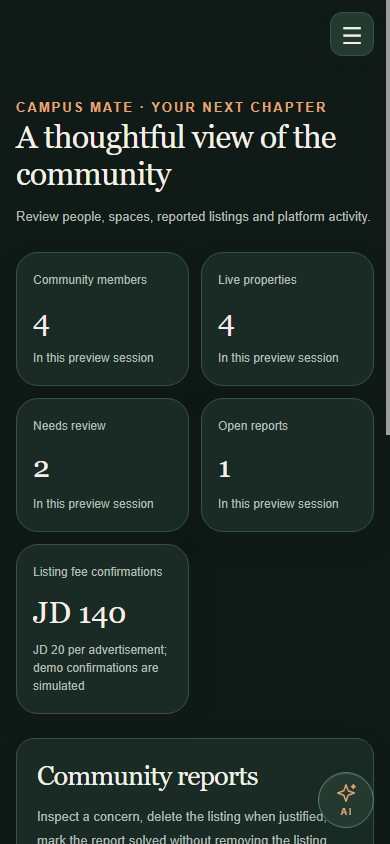 CAMPUS MATE · YOUR NEXT CHAPTER
A thoughtful view of the
community
Review people, spaces, reported listings and platform activity.
Community members
4
In this preview session
Live properties
4
In this preview session
Needs review
2
In this preview session
Open reports
1
In this preview session
Listing fee confirmations
JD 140
JD 20 per advertisement;
demo confirmations are
simulated
Community reports
Inspect a concern, delete the listing when justified,
mark the report solved without removing the listing
AI